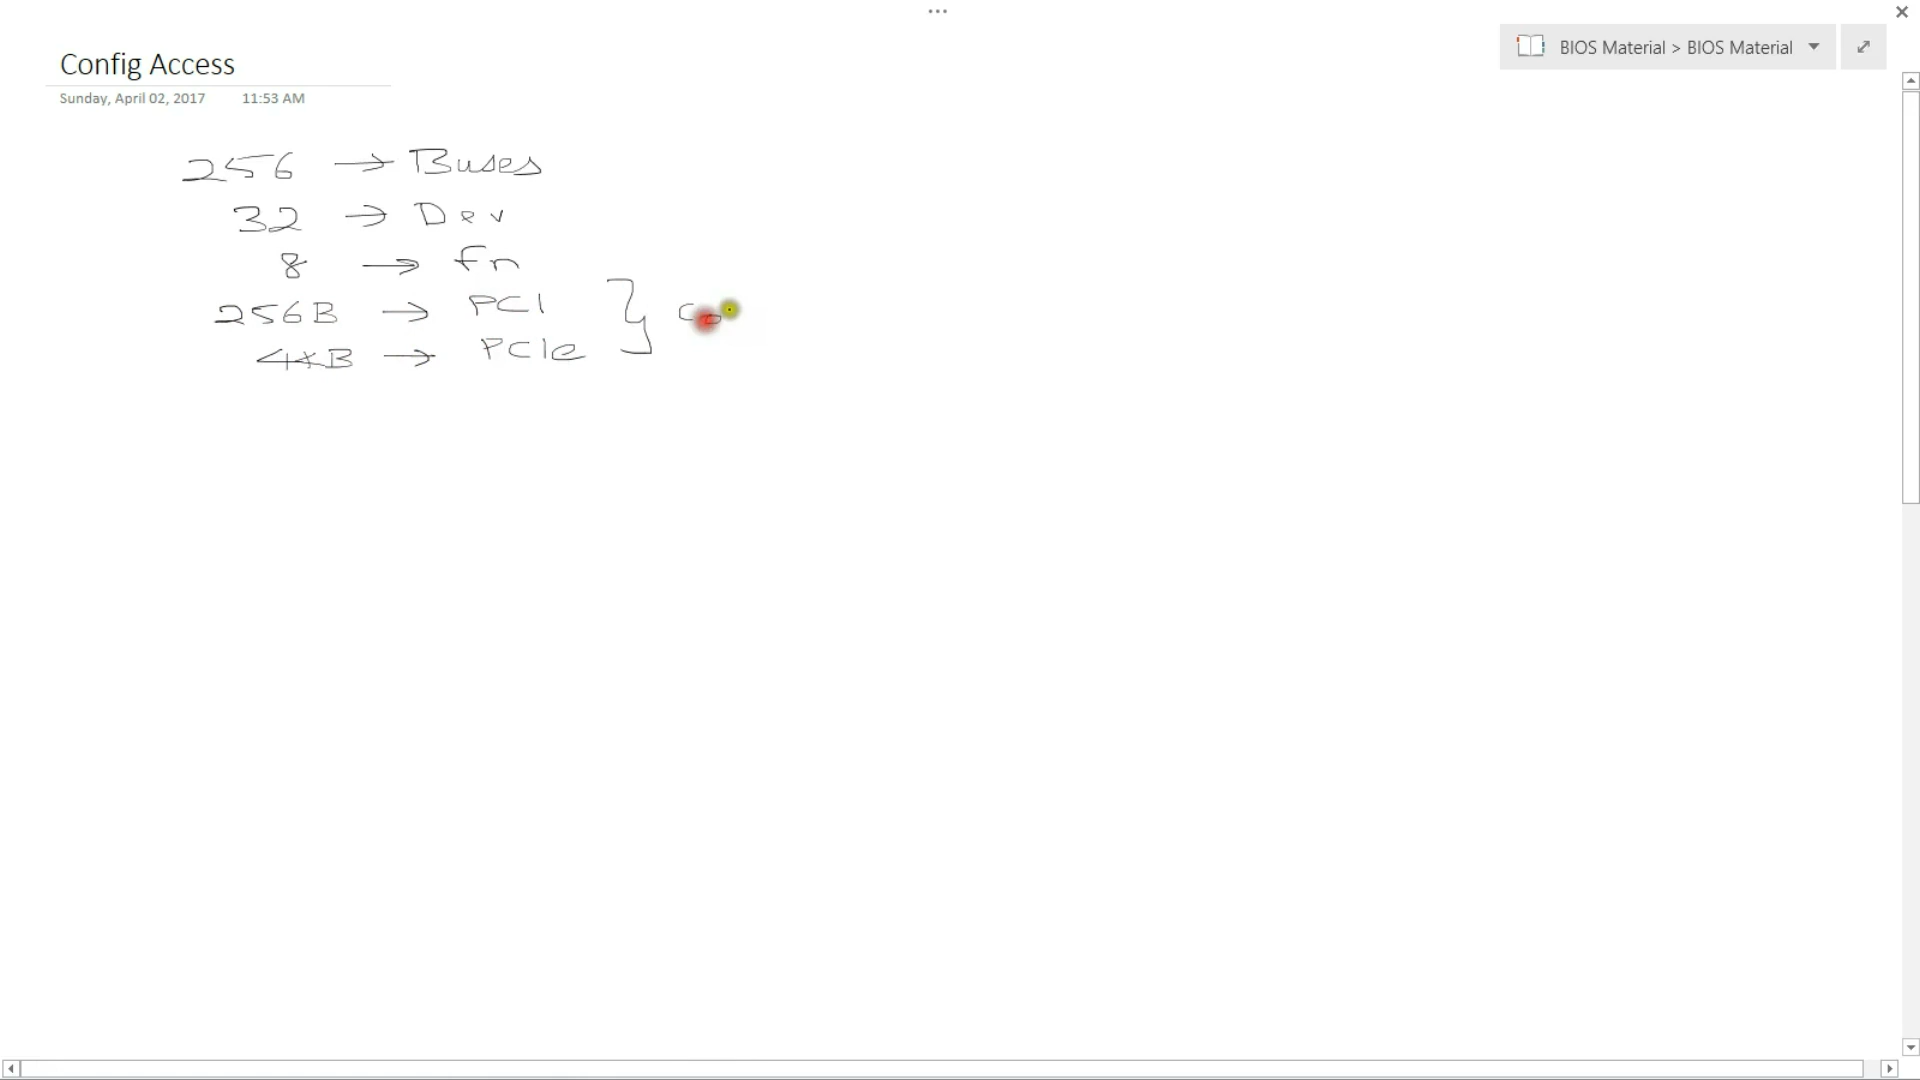 Config Access
BIOS Material > BIOS Material
Sunday, April 02, 2017 11:53 AM
256 → Buses
32 → Dev
8 → fn
256B → PCI } Co
4KB → PCIe